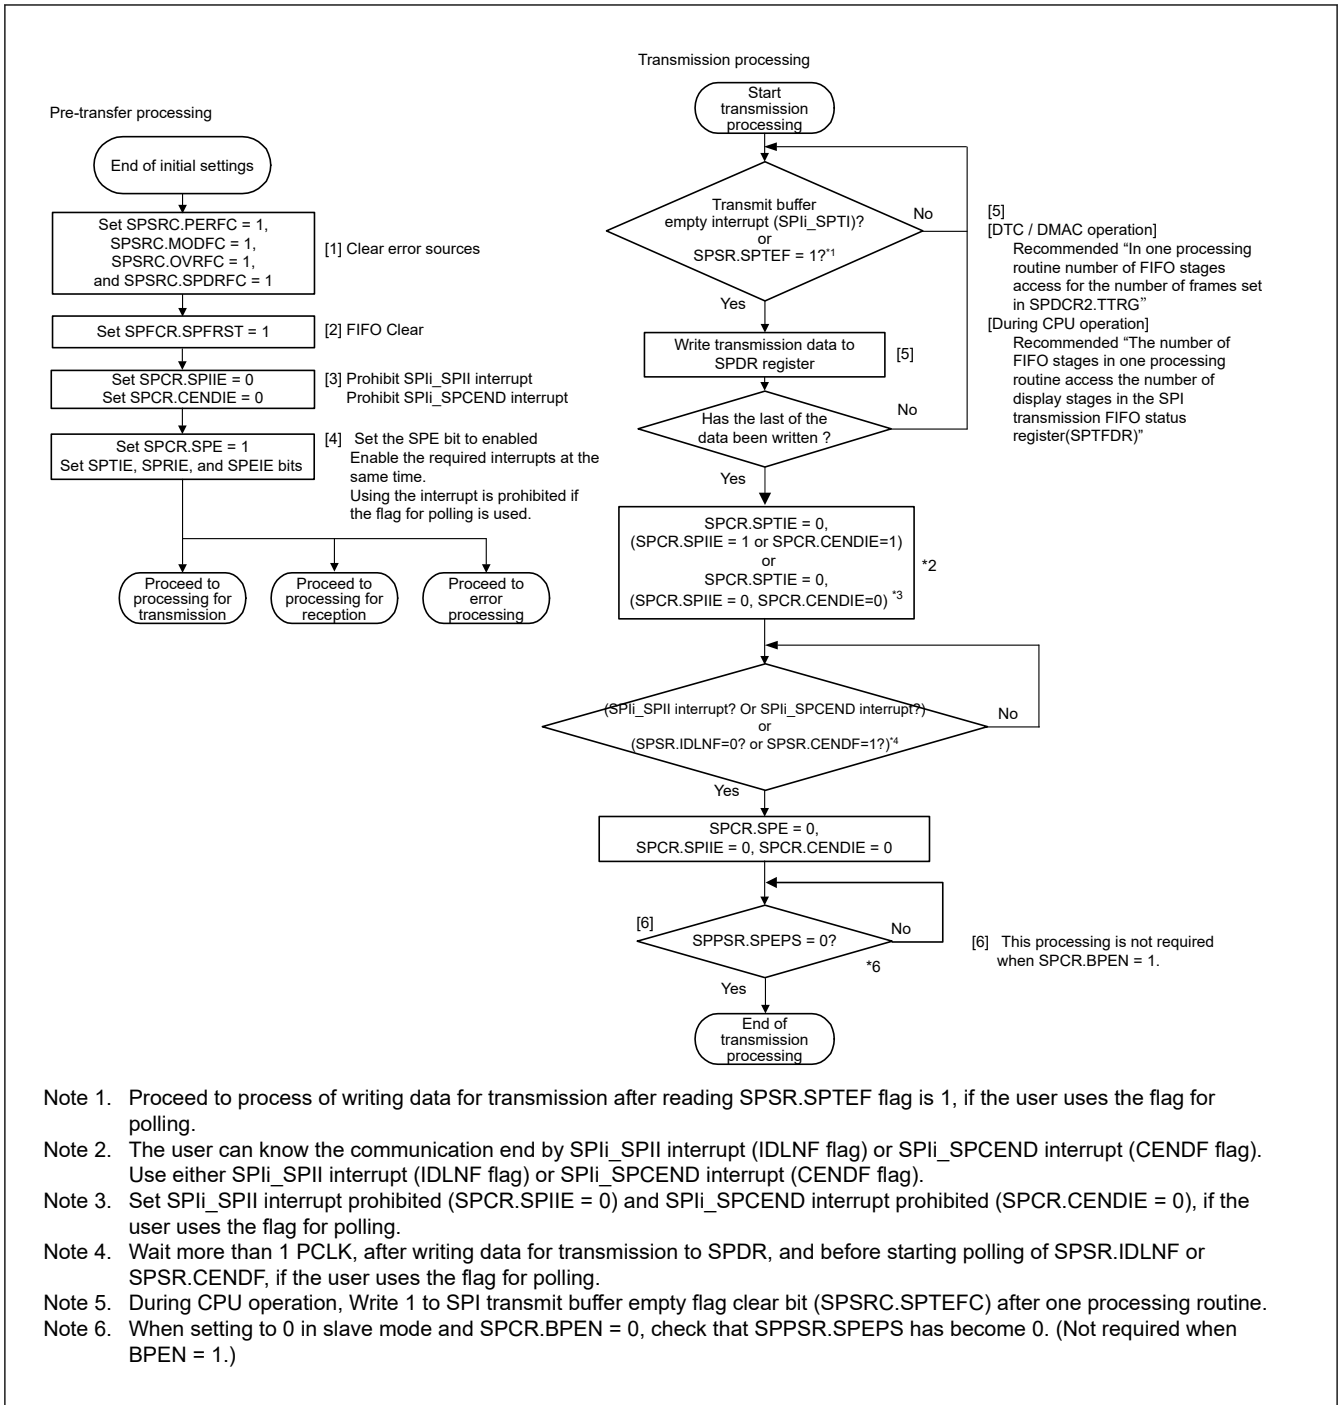 Pre-transfer processing
End of initial settings
Set SPSRC.PERFC = 1,
SPSRC.MODFC = 1,
SPSRC.OVRFC = 1,
and SPSRC.SPDRFC = 1
[1] Clear error sources
Set SPFCR.SPFRST = 1
[2] FIFO Clear
Set SPCR.SPIIE = 0
Set SPCR.CENDIE = 0
[3] Prohibit SPIi_SPII interrupt
Prohibit SPIi_SPCEND interrupt
Set SPCR.SPE = 1
Set SPTIE, SPRIE, and SPEIE bits
[4] Set the SPE bit to enabled
Enable the required interrupts at the
same time.
Using the interrupt is prohibited if
the flag for polling is used.
Proceed to
processing for
transmission
Proceed to
processing for
reception
Proceed to
error
processing
Transmission processing
Start
transmission
processing
Transmit buffer
empty interrupt (SPIi_SPTI)?
or
SPSR.SPTEF = 1?*1
No
Yes
Write transmission data to
SPDR register
[5]
Has the last of the
data been written ?
No
Yes
[5]
[DTC / DMAC operation]
Recommended “In one processing
routine number of FIFO stages
access for the number of frames set
in SPDCR2.TTRG”
[During CPU operation]
Recommended “The number of
FIFO stages in one processing
routine access the number of
display stages in the SPI
transmission FIFO status
register(SPTFDR)”
SPCR.SPTIE = 0,
(SPCR.SPIIE = 1 or SPCR.CENDIE=1)
or
SPCR.SPTIE = 0,
(SPCR.SPIIE = 0, SPCR.CENDIE=0) *3
*2
(SPIi_SPII interrupt? Or SPIi_SPCEND interrupt?)
or
(SPSR.IDLNF=0? or SPSR.CENDF=1?)*4
No
Yes
SPCR.SPE = 0,
SPCR.SPIIE = 0, SPCR.CENDIE = 0
[6]
SPPSR.SPEPS = 0?
No
*6
Yes
[6] This processing is not required
when SPCR.BPEN = 1.
End of
transmission
processing
Note 1. Proceed to process of writing data for transmission after reading SPSR.SPTEF flag is 1, if the user uses the flag for
polling.
Note 2. The user can know the communication end by SPIi_SPII interrupt (IDLNF flag) or SPIi_SPCEND interrupt (CENDF flag).
Use either SPIi_SPII interrupt (IDLNF flag) or SPIi_SPCEND interrupt (CENDF flag).
Note 3. Set SPIi_SPII interrupt prohibited (SPCR.SPIIE = 0) and SPIi_SPCEND interrupt prohibited (SPCR.CENDIE = 0), if the
user uses the flag for polling.
Note 4. Wait more than 1 PCLK, after writing data for transmission to SPDR, and before starting polling of SPSR.IDLNF or
SPSR.CENDF, if the user uses the flag for polling.
Note 5. During CPU operation, Write 1 to SPI transmit buffer empty flag clear bit (SPSRC.SPTEFC) after one processing routine.
Note 6. When setting to 0 in slave mode and SPCR.BPEN = 0, check that SPPSR.SPEPS has become 0. (Not required when
BPEN = 1.)